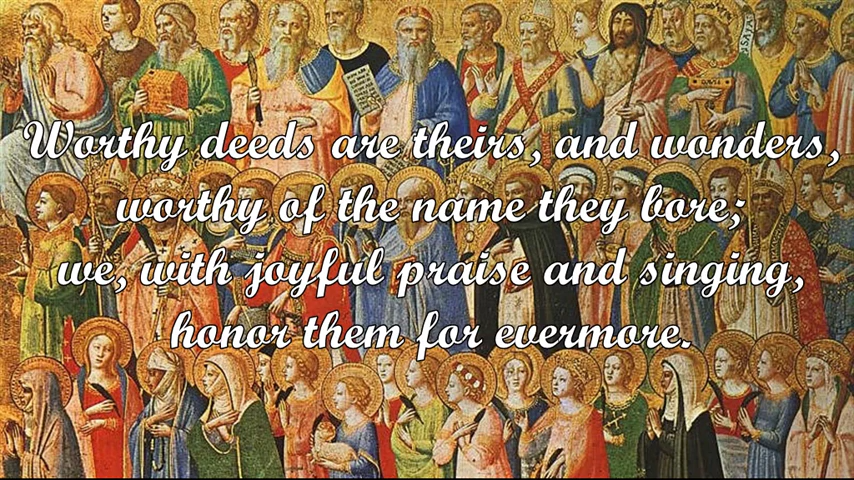 Worthy deeds are theirs, and wonders,
worthy of the name they bore;
we, with joyful praise and singing,
honor them for evermore.